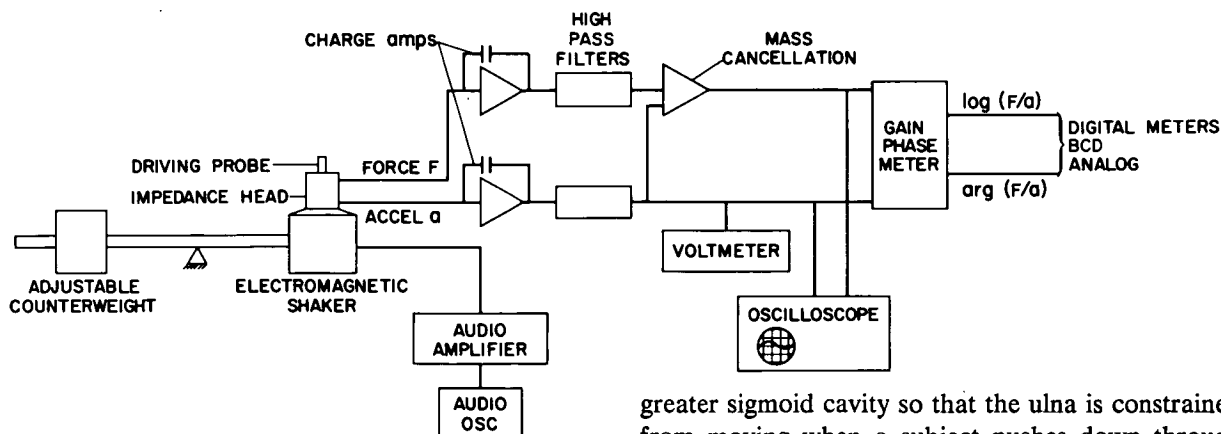 HIGH
PASS
FILTERS
CHARGE amps
MASS
CANCELLATION
DRIVING PROBE
IMPEDANCE HEAD
FORCE F
ACCEL a
GAIN
PHASE
METER
log (F/a)
arg (F/a)
DIGITAL METERS
BCD
ANALOG
VOLTMETER
ADJUSTABLE
COUNTERWEIGHT
ELECTROMAGNETIC
SHAKER
OSCILLOSCOPE
AUDIO
AMPLIFIER
AUDIO
OSC
greater sigmoid cavity so that the ulna is constraine